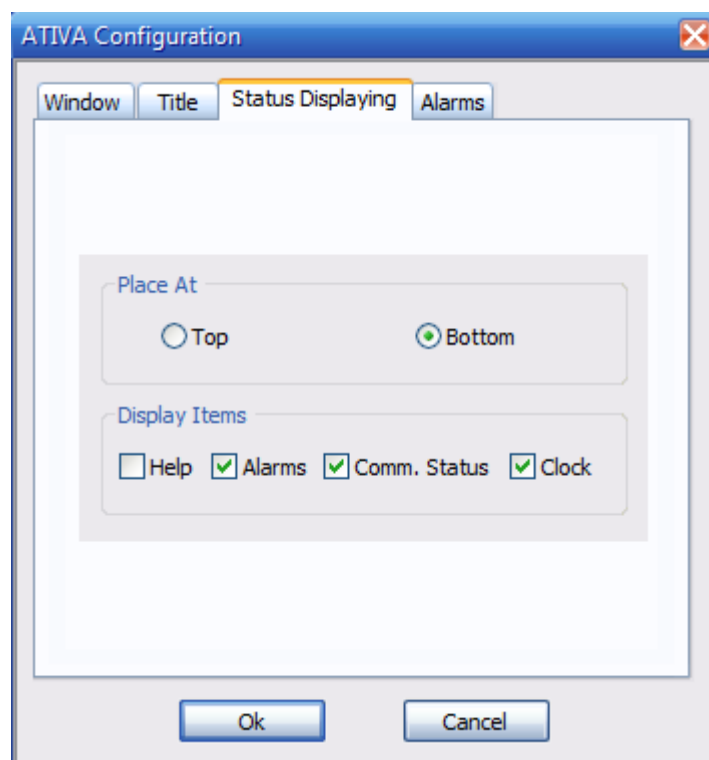 ATIVA Configuration
Window Title Status Displaying Alarms
Place At
Top Bottom
Display Items
Help Alarms Comm. Status Clock
Ok Cancel